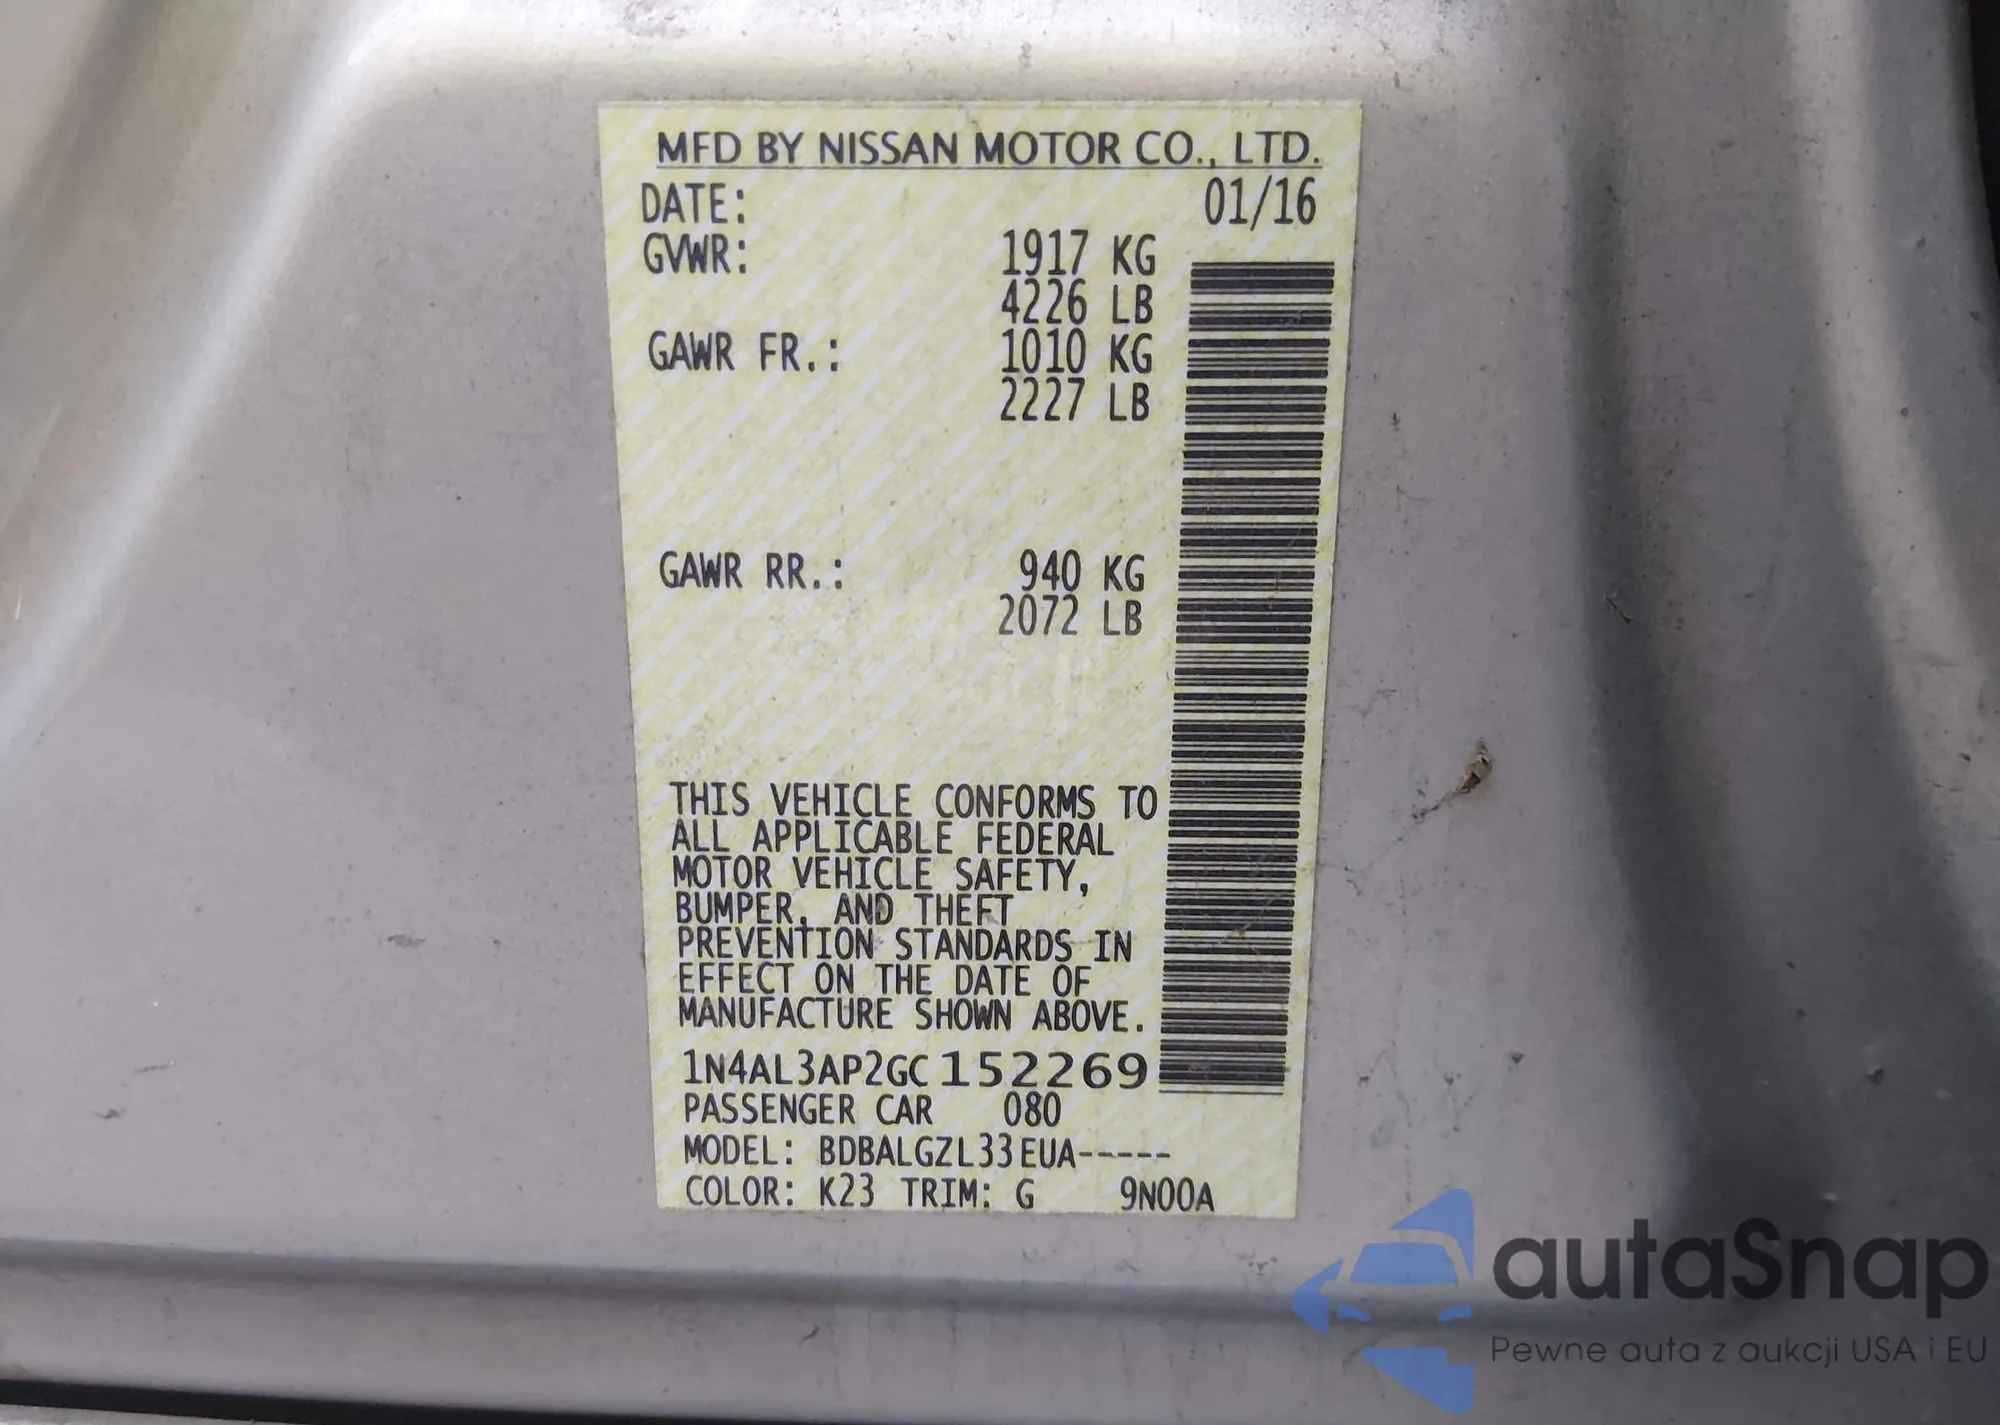 MFD BY NISSAN MOTOR CO., LTD.
DATE: 01/16
GVWR: 1917 KG
4226 LB
GAWR FR.: 1010 KG
2227 LB
GAWR RR.: 940 KG
2072 LB
THIS VEHICLE CONFORMS TO
ALL APPLICABLE FEDERAL
MOTOR VEHICLE SAFETY,
BUMPER, AND THEFT
PREVENTION STANDARDS IN
EFFECT ON THE DATE OF
MANUFACTURE SHOWN ABOVE.
1N4AL3AP2GC152269
PASSENGER CAR 080
MODEL: BDBALGZL33EUA-----
COLOR: K23 TRIM: G 9N00A
autaSnap
Pewne auta z aukcji USA i EU